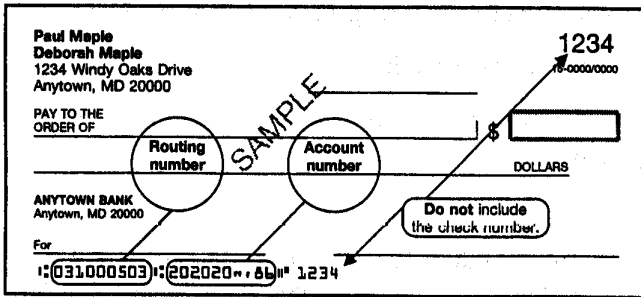 Paul Maple
Deborah Maple
1234 Windy Oaks Drive
Anytown, MD 20000
1234
15-0000/0000
PAY TO THE
ORDER OF
$
SAMPLE
Routing
number
Account
number
DOLLARS
ANYTOWN BANK
Anytown, MD 20000
Do not include
the check number.
For
⑆031000503⑆202020⑈86⑈ 1234